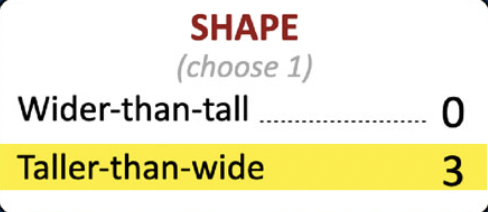 SHAPE
(choose 1)
Wider-than-tall ........................ 0
Taller-than-wide 3